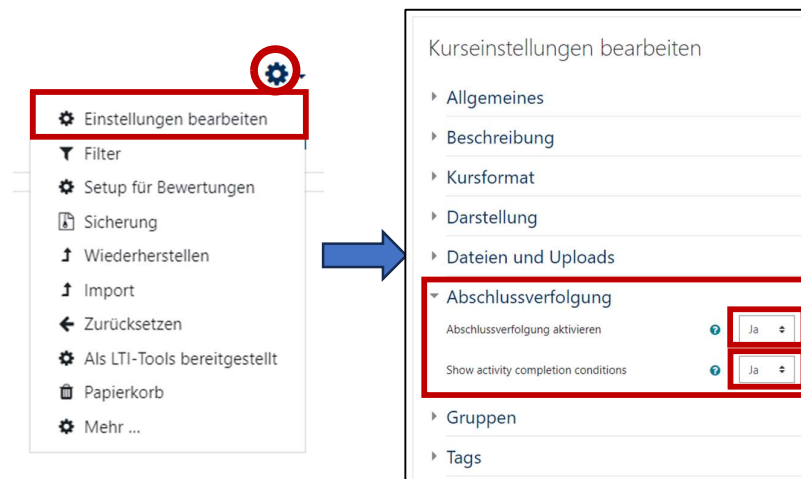 Einstellungen bearbeiten
Filter
Setup für Bewertungen
Sicherung
Wiederherstellen
Import
Zurücksetzen
Als LTI-Tools bereitgestellt
Papierkorb
Mehr ...
Kurseinstellungen bearbeiten
Allgemeines
Beschreibung
Kursformat
Darstellung
Dateien und Uploads
Abschlussverfolgung
Abschlussverfolgung aktivieren ? Ja
Show activity completion conditions ? Ja
Gruppen
Tags